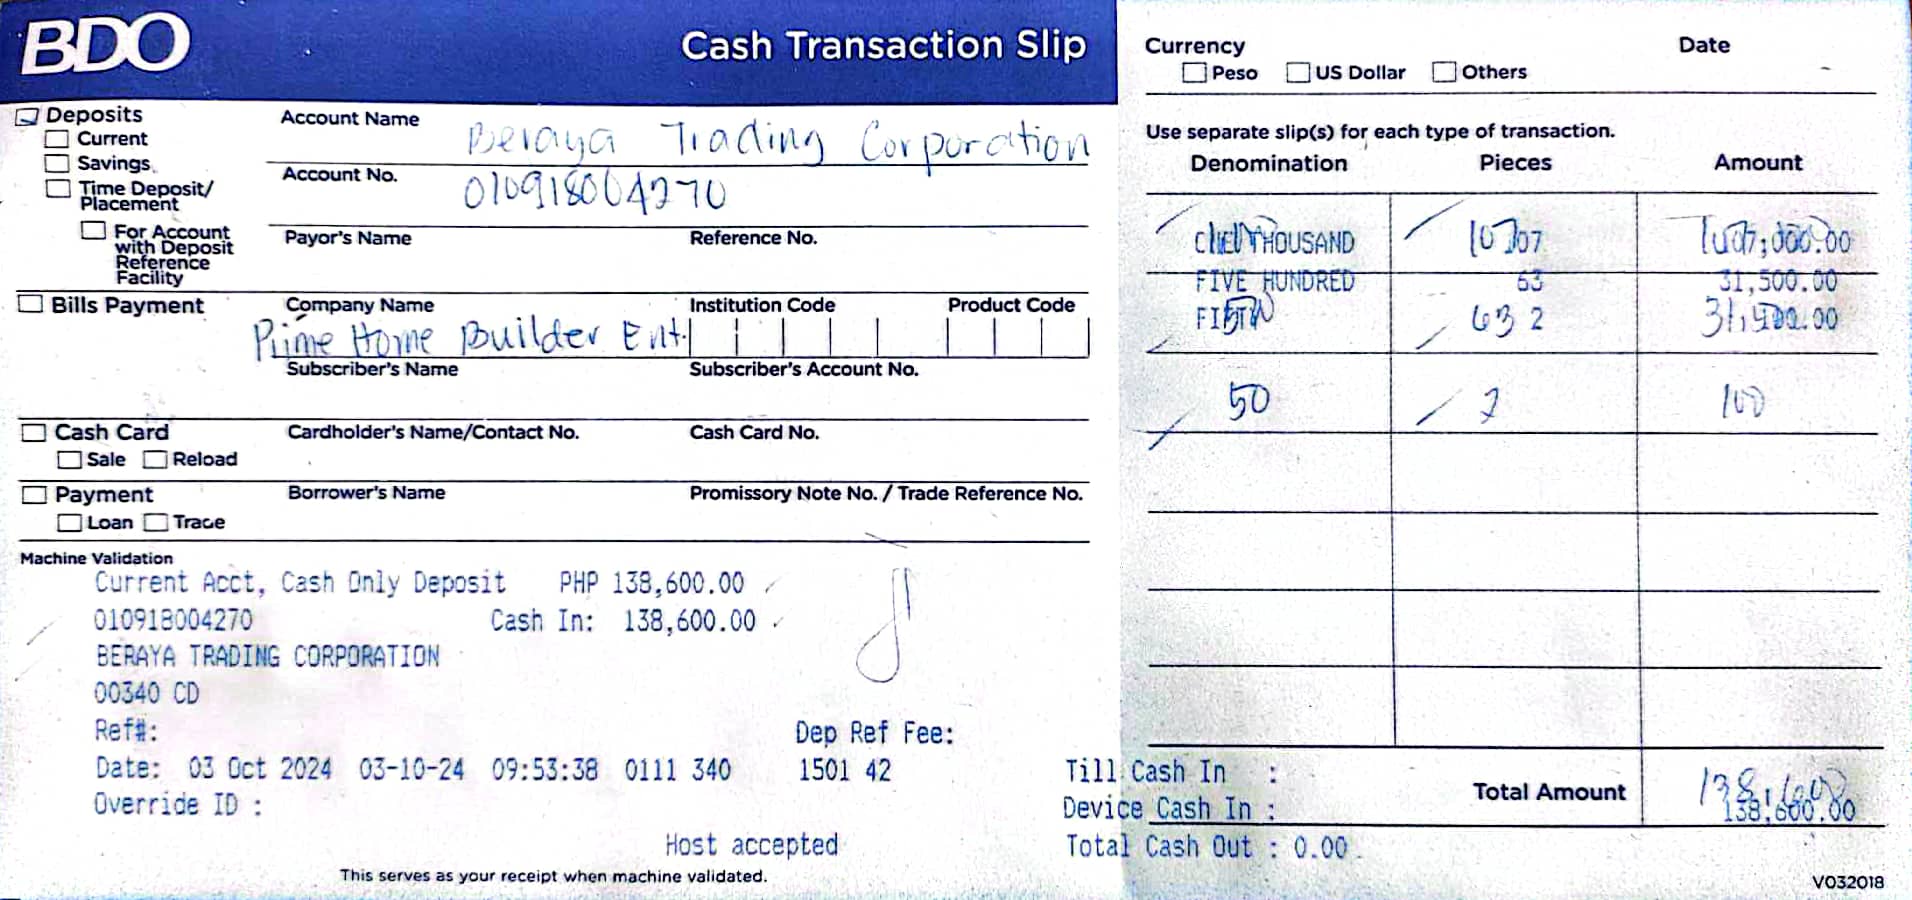 BDO
Cash Transaction Slip
Currency
Peso US Dollar Others
Date
Deposits
Current
Savings
Time Deposit/
Placement
For Account
with Deposit
Reference
Facility
Account Name Beraya Trading Corporation
Account No. 010918004270
Payor's Name Reference No.
Bills Payment
Company Name Institution Code Product Code
Prime Home Builder Ent.
Subscriber's Name Subscriber's Account No.
Cash Card Cardholder's Name/Contact No. Cash Card No.
Sale Reload
Payment Borrower's Name Promissory Note No. / Trade Reference No.
Loan Trace
Machine Validation
Current Acct, Cash Only Deposit PHP 138,600.00
010918004270 Cash In: 138,600.00
BERAYA TRADING CORPORATION
00340 CD
Ref#: Dep Ref Fee:
Date: 03 Oct 2024 03-10-24 09:53:38 0111 340 1501 42
Override ID :
Host accepted
This serves as your receipt when machine validated.
Use separate slip(s) for each type of transaction.
Denomination Pieces Amount
THOUSAND 107
FIVE HUNDRED 63 31,500.00
FIFTY 2
50 2 100
Till Cash In :
Device Cash In :
Total Cash Out : 0.00
Total Amount 138,600.00
V032018